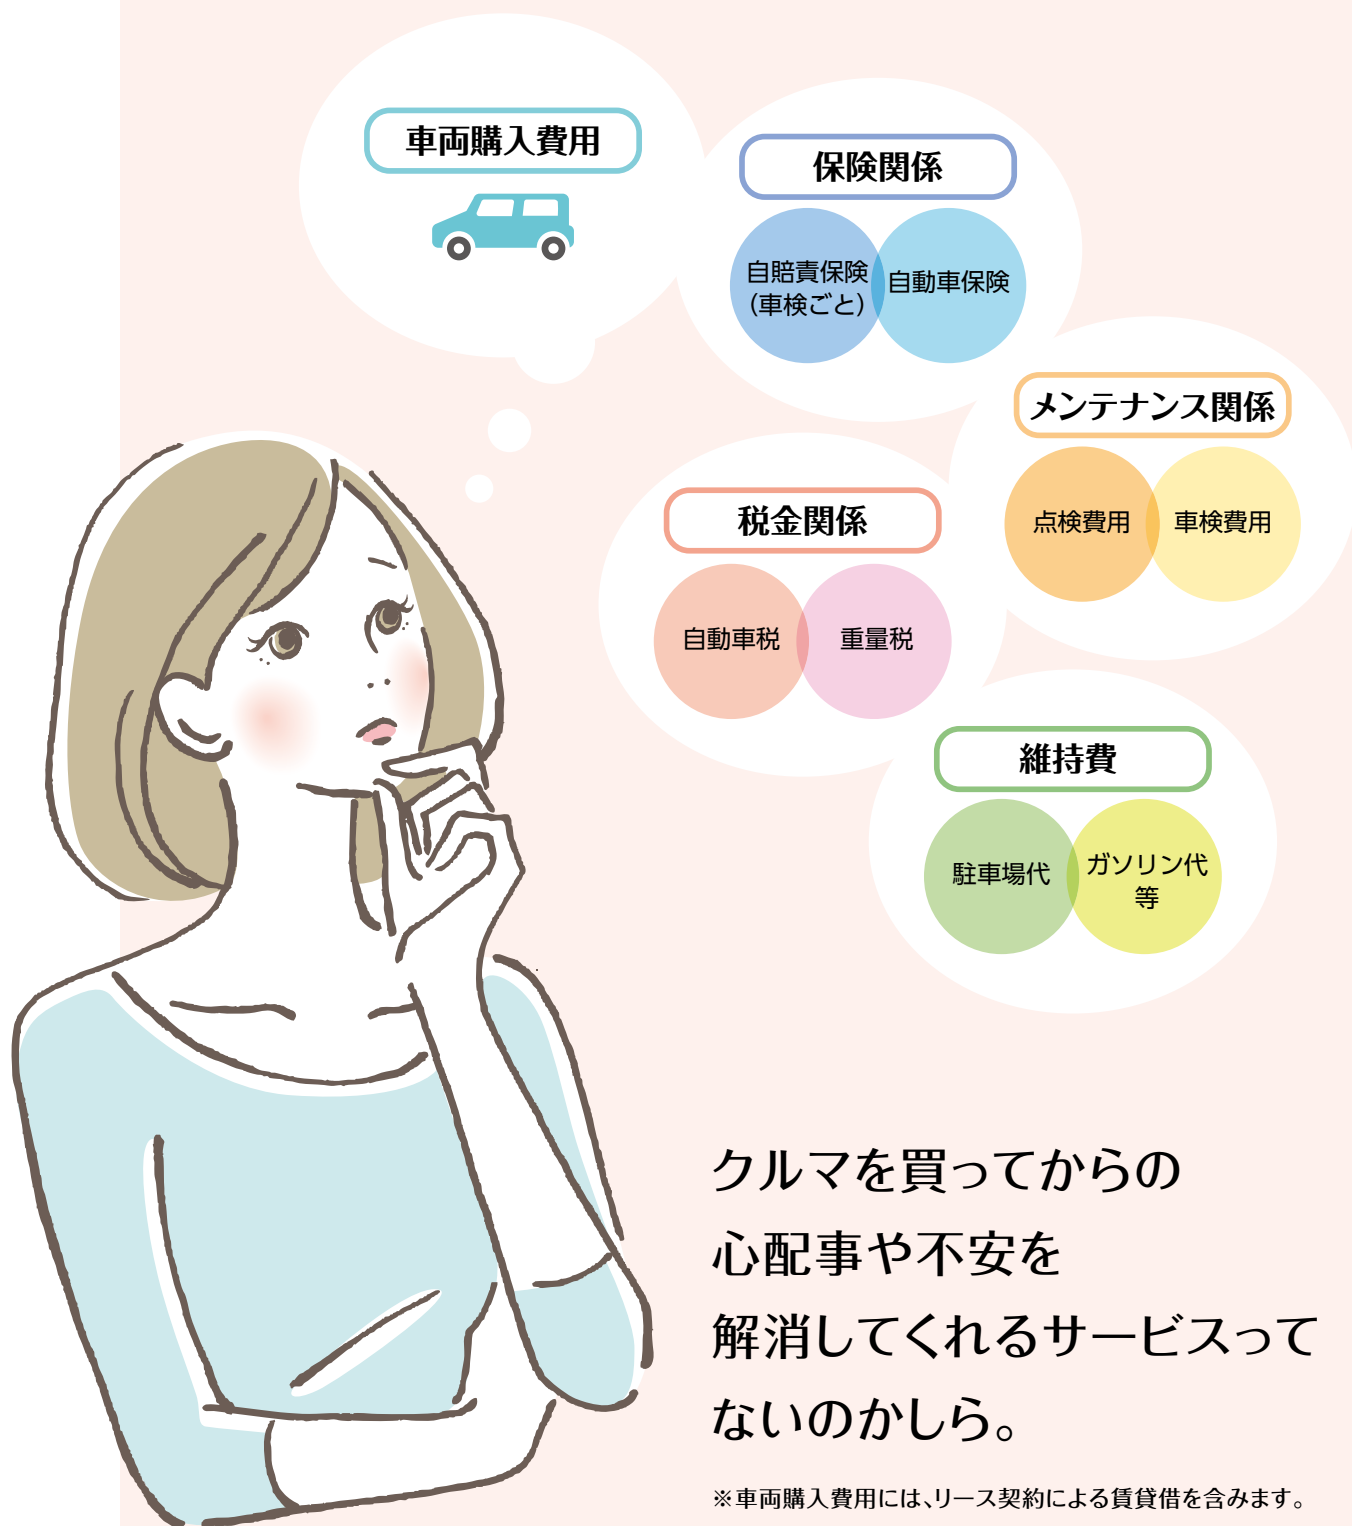 車両購入費用
保険関係
自賠責保険
(車検ごと)
自動車保険
メンテナンス関係
点検費用
車検費用
税金関係
自動車税
重量税
維持費
駐車場代
ガソリン代
等
クルマを買ってからの
心配事や不安を
解消してくれるサービスって
ないのかしら。
※車両購入費用には、リース契約による賃貸借を含みます。